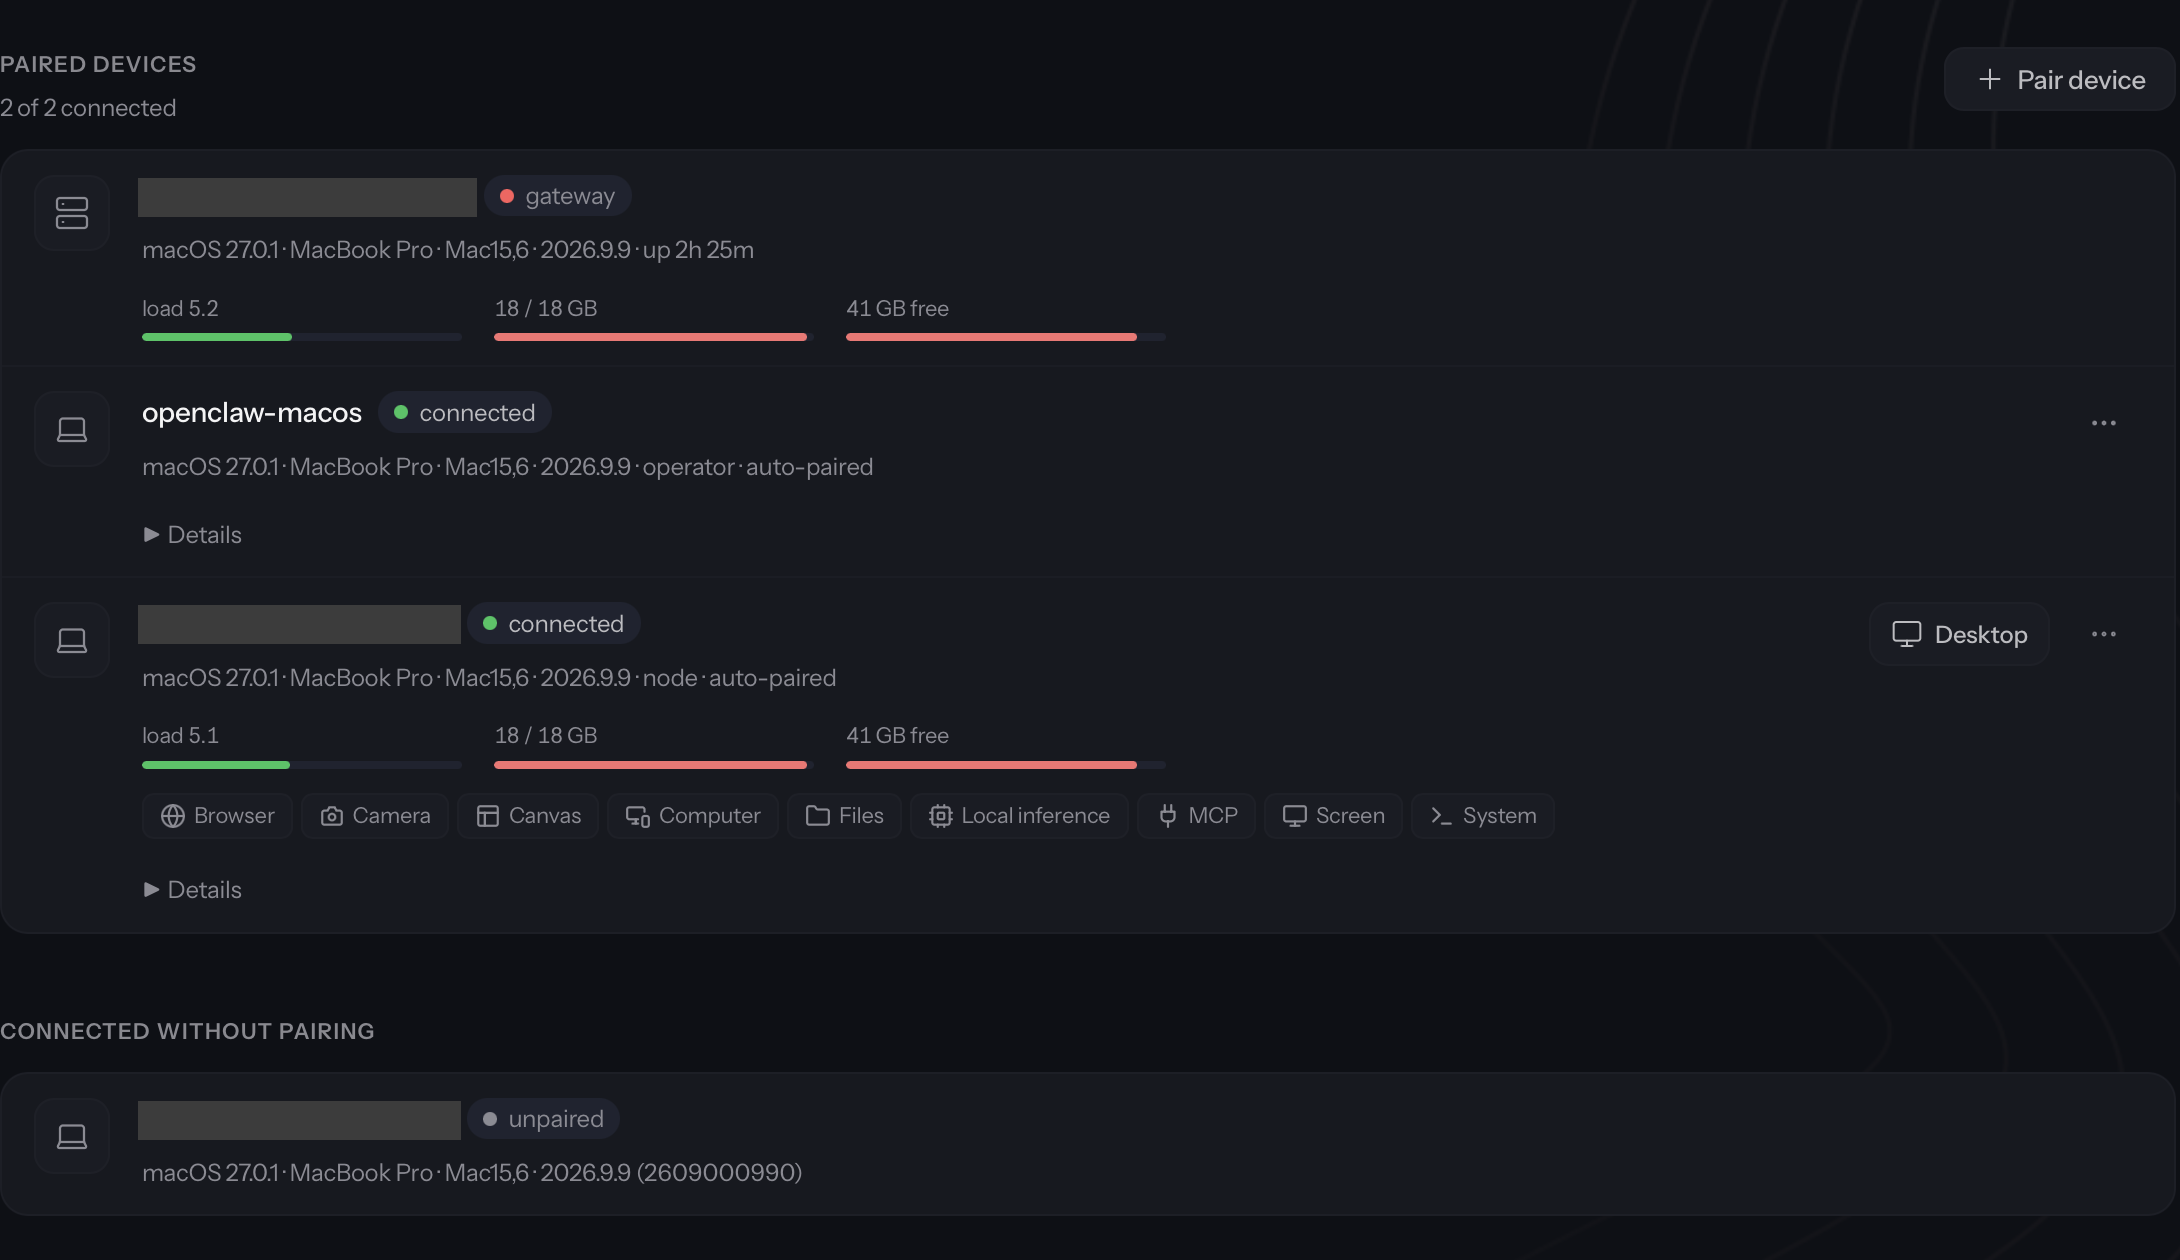 PAIRED DEVICES
2 of 2 connected
+ Pair device
gateway
macOS 27.0.1 · MacBook Pro · Mac15,6 · 2026.9.9 · up 2h 25m
load 5.2 18 / 18 GB 41 GB free
openclaw-macos connected
macOS 27.0.1 · MacBook Pro · Mac15,6 · 2026.9.9 · operator · auto-paired
Details
connected Desktop
macOS 27.0.1 · MacBook Pro · Mac15,6 · 2026.9.9 · node · auto-paired
load 5.1 18 / 18 GB 41 GB free
Browser Camera Canvas Computer Files Local inference MCP Screen System
Details
CONNECTED WITHOUT PAIRING
unpaired
macOS 27.0.1 · MacBook Pro · Mac15,6 · 2026.9.9 (2609000990)